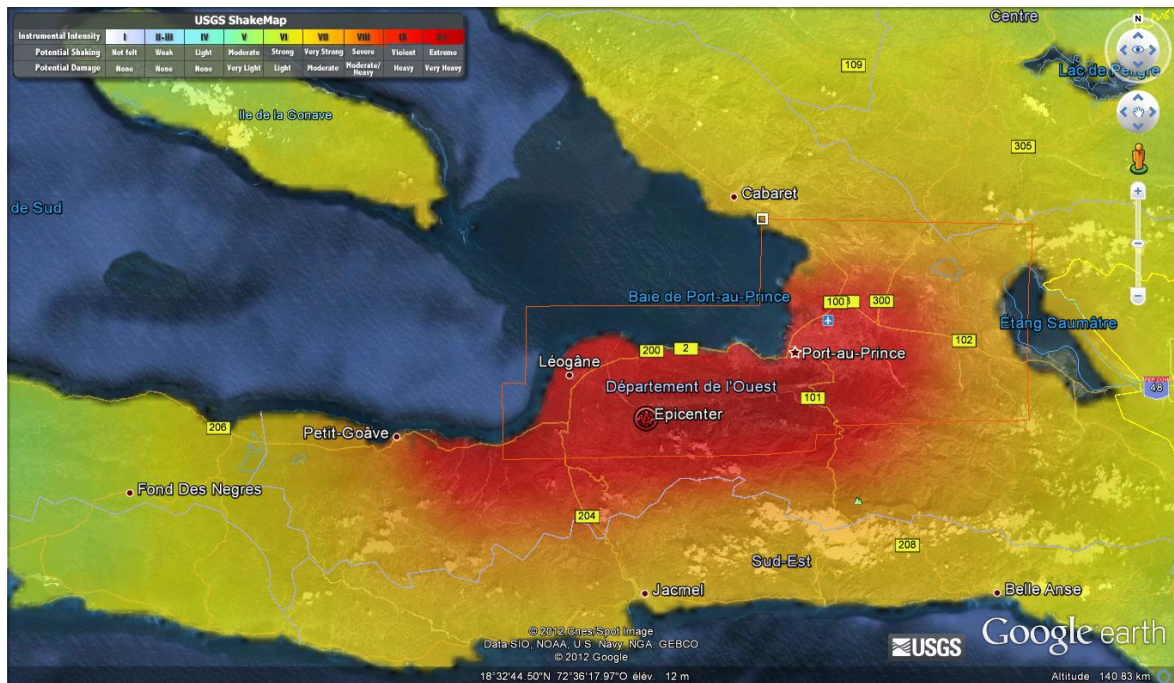 USGS ShakeMap
Instrumental Intensity I II-III IV V VI VII VIII IX X+
Potential Shaking Not felt Weak Light Moderate Strong Very Strong Severe Violent Extreme
Potential Damage None None None Very Light Light Moderate Moderate/Heavy Heavy Very Heavy
Centre
N
109
Lac de Péligre
Ile de la Gonave
305
de Sud
Cabaret
Baie de Port-au-Prince
100
300
Étang Saumâtre
102
200
2
Port-au-Prince
Léogâne
Département de l'Ouest
48
101
Epicenter
206
Petit-Goâve
Fond Des Negres
204
208
Sud-Est
Jacmel
Belle Anse
© 2012 Cnes/Spot Image
Data SIO, NOAA, U.S. Navy, NGA, GEBCO
© 2012 Google
USGS
Google earth
18°32'44.50"N 72°36'17.97"O élév. 12 m
Altitude 140.83 km